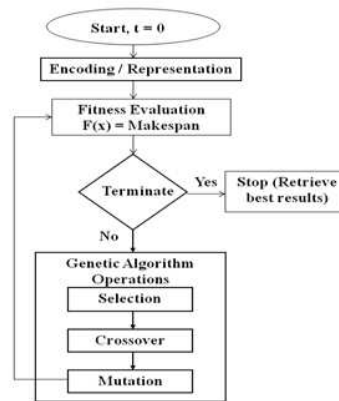 Start, t = 0
Encoding / Representation
Fitness Evaluation
F(x) = Makespan
Terminate
Yes
Stop (Retrieve
best results)
No
Genetic Algorithm
Operations
Selection
Crossover
Mutation